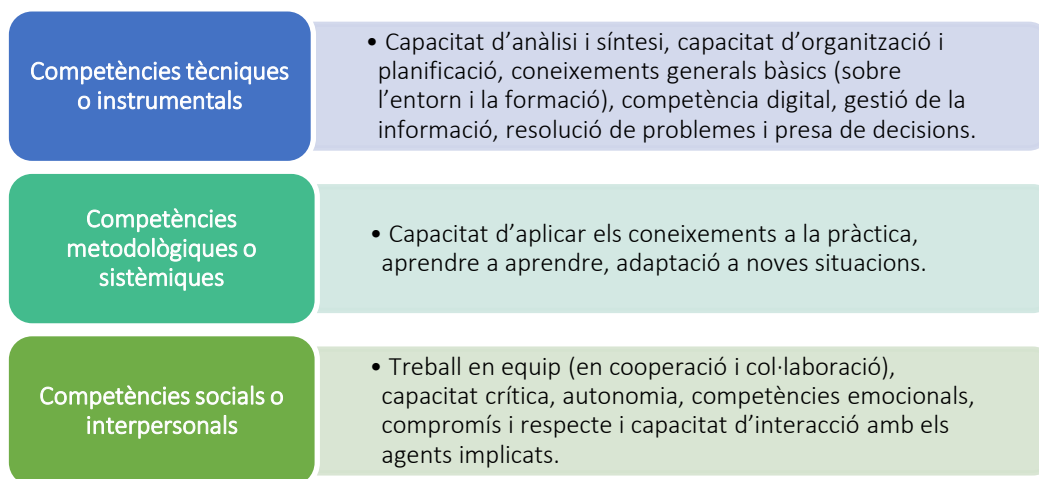 Competències tècniques
o instrumentals
• Capacitat d'anàlisi i síntesi, capacitat d'organització i
planificació, coneixements generals bàsics (sobre
l'entorn i la formació), competència digital, gestió de la
informació, resolució de problemes i presa de decisions.
Competències
metodològiques o
sistèmiques
• Capacitat d'aplicar els coneixements a la pràctica,
aprendre a aprendre, adaptació a noves situacions.
Competències socials o
interpersonals
• Treball en equip (en cooperació i col·laboració),
capacitat crítica, autonomia, competències emocionals,
compromís i respecte i capacitat d'interacció amb els
agents implicats.